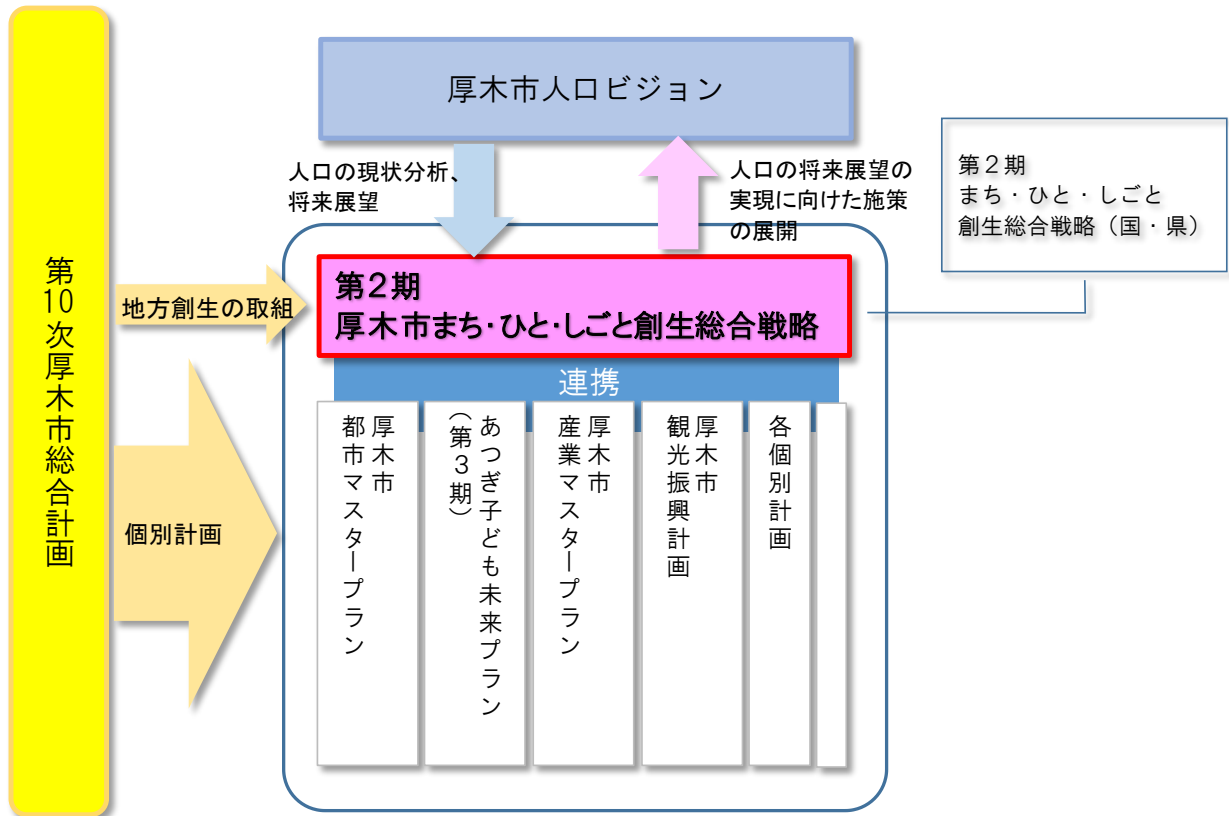 厚木市人口ビジョン
人口の現状分析、
将来展望
人口の将来展望の
実現に向けた施策
の展開
第２期
まち・ひと・しごと
創生総合戦略（国・県）
第10次厚木市総合計画
地方創生の取組
個別計画
第２期
厚木市まち・ひと・しごと創生総合戦略
連携
厚木市
都市マスタープラン
あつぎ子ども未来プラン
（第３期）
厚木市
産業マスタープラン
厚木市
観光振興計画
各個別計画